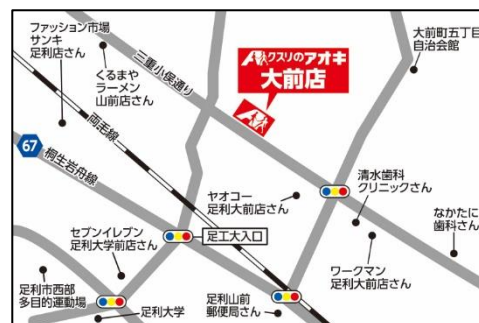 ファッション市場
サンキ
足利店さん
くるまや
ラーメン
山前店さん
三重小俣通り
クスリのアオキ
大前店
大前町五丁目
自治会館
両毛線
67
桐生岩舟線
ヤオコー
足利大前店さん
清水歯科
クリニックさん
なかたに
歯科さん
セブンイレブン
足利大学前店さん
足工大入口
ワークマン
足利大前店さん
足利市西部
多目的運動場
足利大学
足利山前
郵便局さん